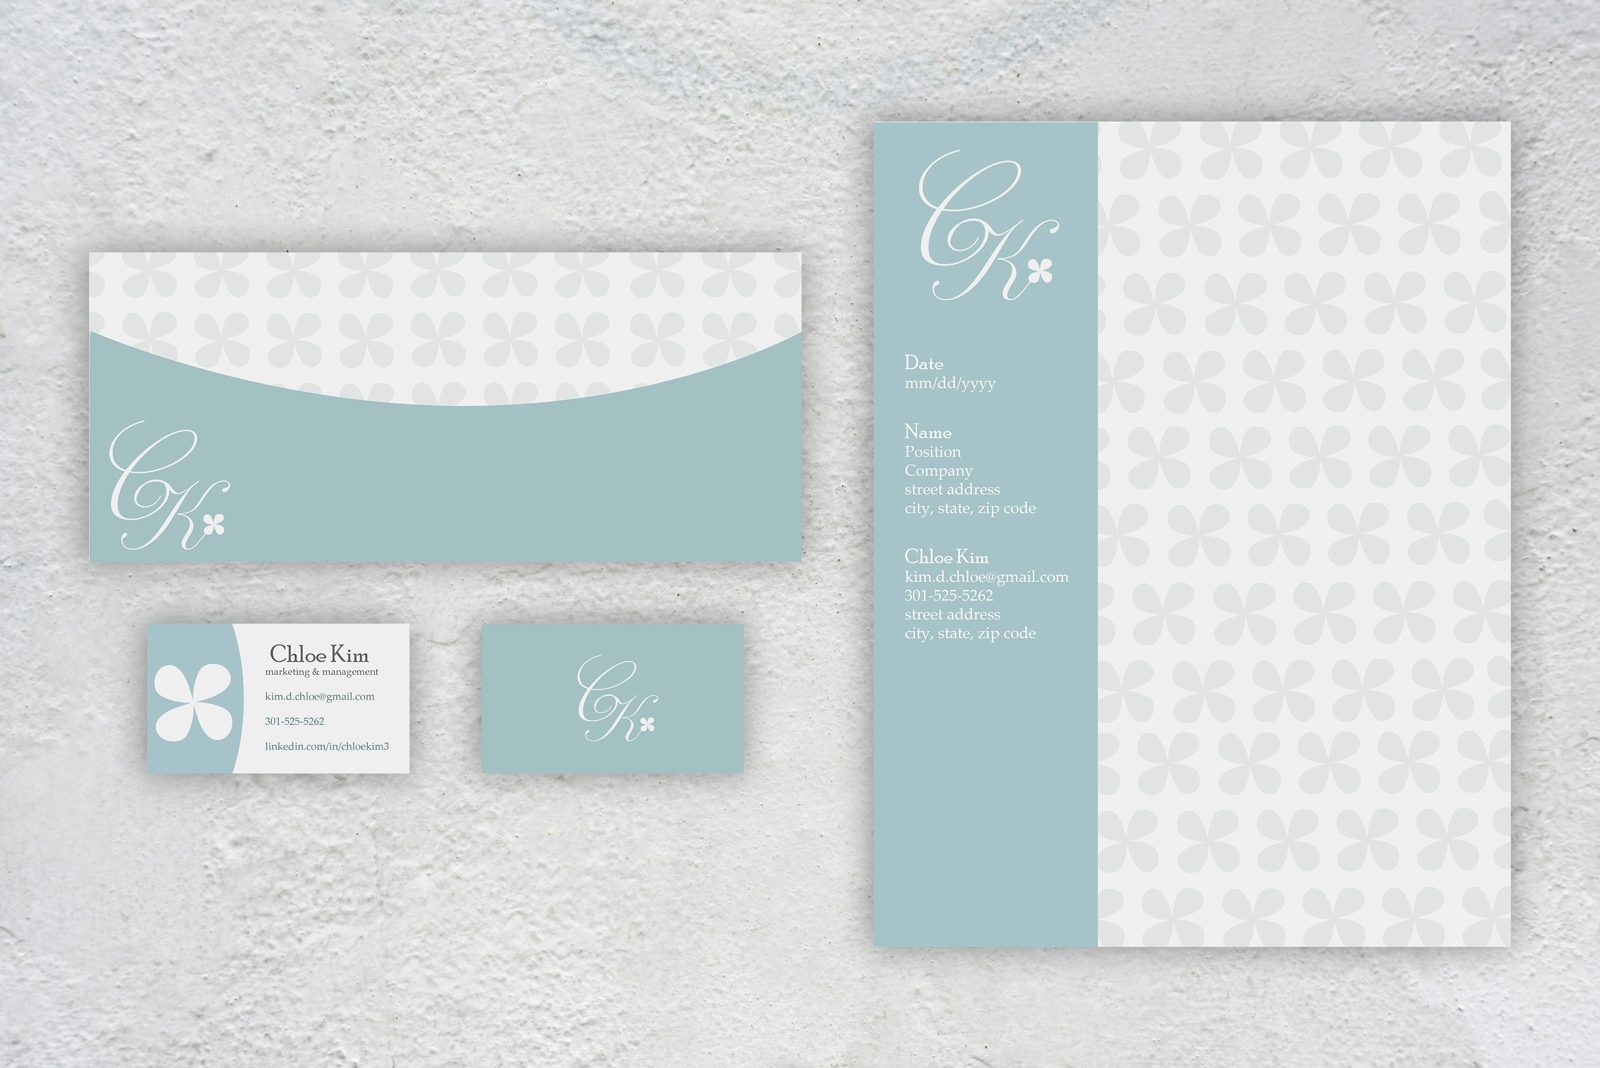 CK
Chloe Kim
marketing & management
kim.d.chloe@gmail.com
301-525-5262
linkedin.com/in/chloekim3
CK
CK
Date
mm/dd/yyyy
Name
Position
Company
street address
city, state, zip code
Chloe Kim
kim.d.chloe@gmail.com
301-525-5262
street address
city, state, zip code